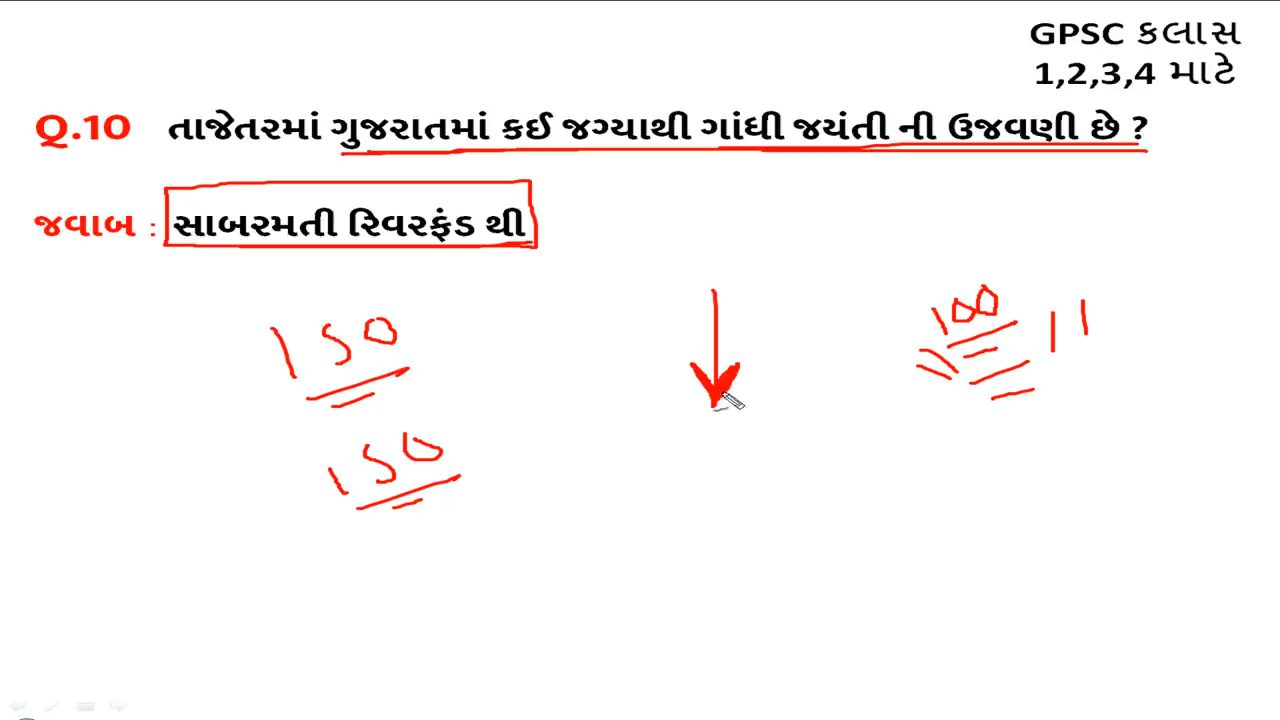 GPSC કલાસ
1,2,3,4 માટે
Q.10 તાજેતરમાં ગુજરાતમાં કઈ જગ્યાથી ગાંધી જયંતી ની ઉજવણી છે ?
જવાબ : સાબરમતી રિવરફંડ થી
150
100 11
150